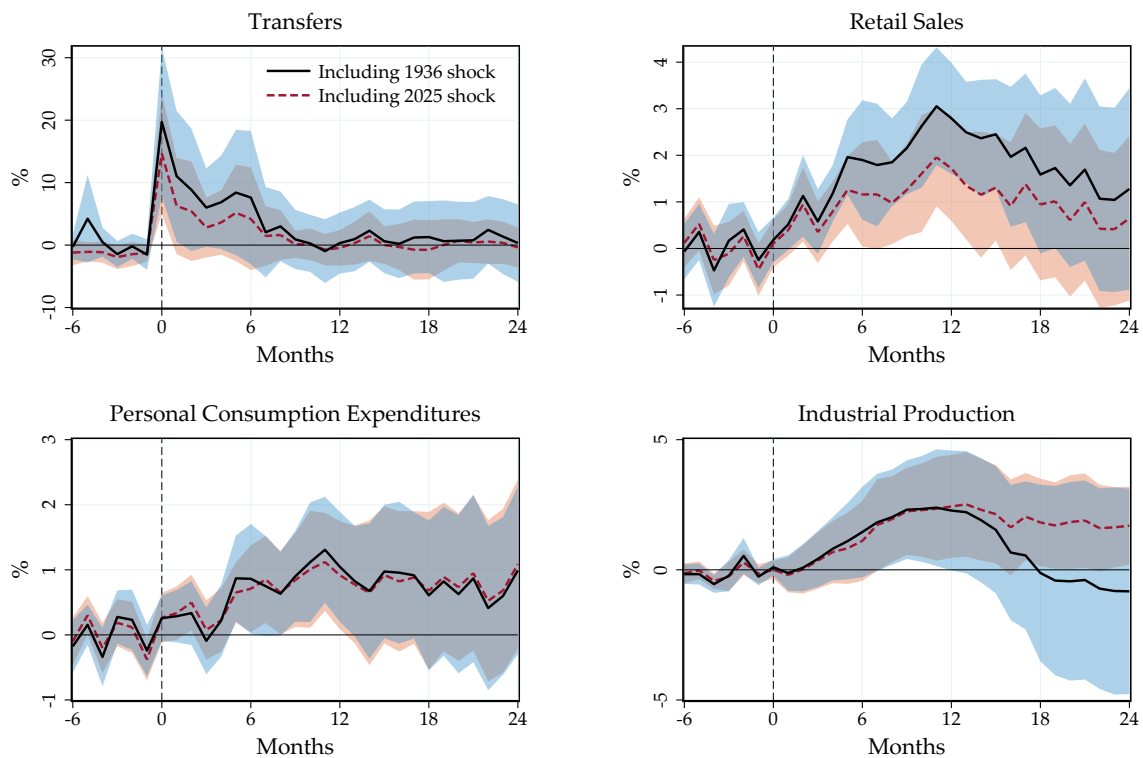 Transfers
30
20
10
0
-10
%
Including 1936 shock
Including 2025 shock
-6 0 6 12 18 24
Months
Retail Sales
4
3
2
1
0
-1
%
-6 0 6 12 18 24
Months
Personal Consumption Expenditures
3
2
1
0
-1
%
-6 0 6 12 18 24
Months
Industrial Production
5
0
-5
%
-6 0 6 12 18 24
Months